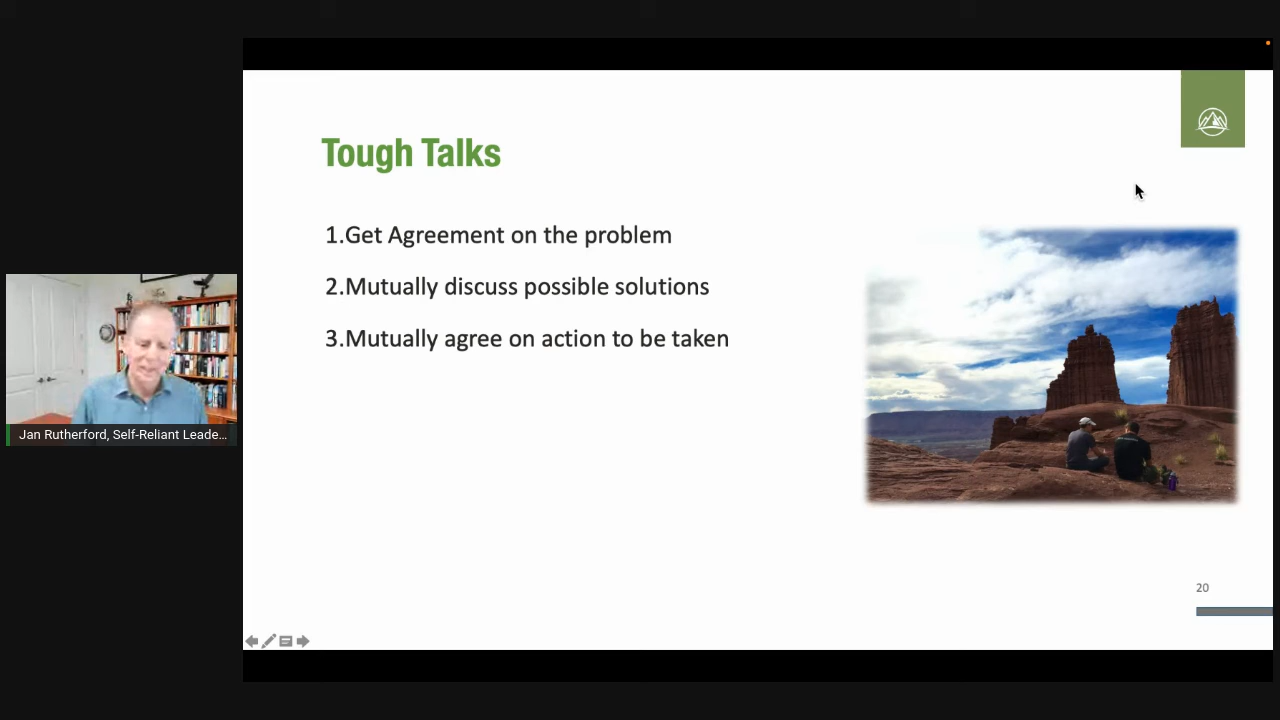 Tough Talks
1.Get Agreement on the problem
2.Mutually discuss possible solutions
3.Mutually agree on action to be taken
Jan Rutherford, Self-Reliant Leade...
20